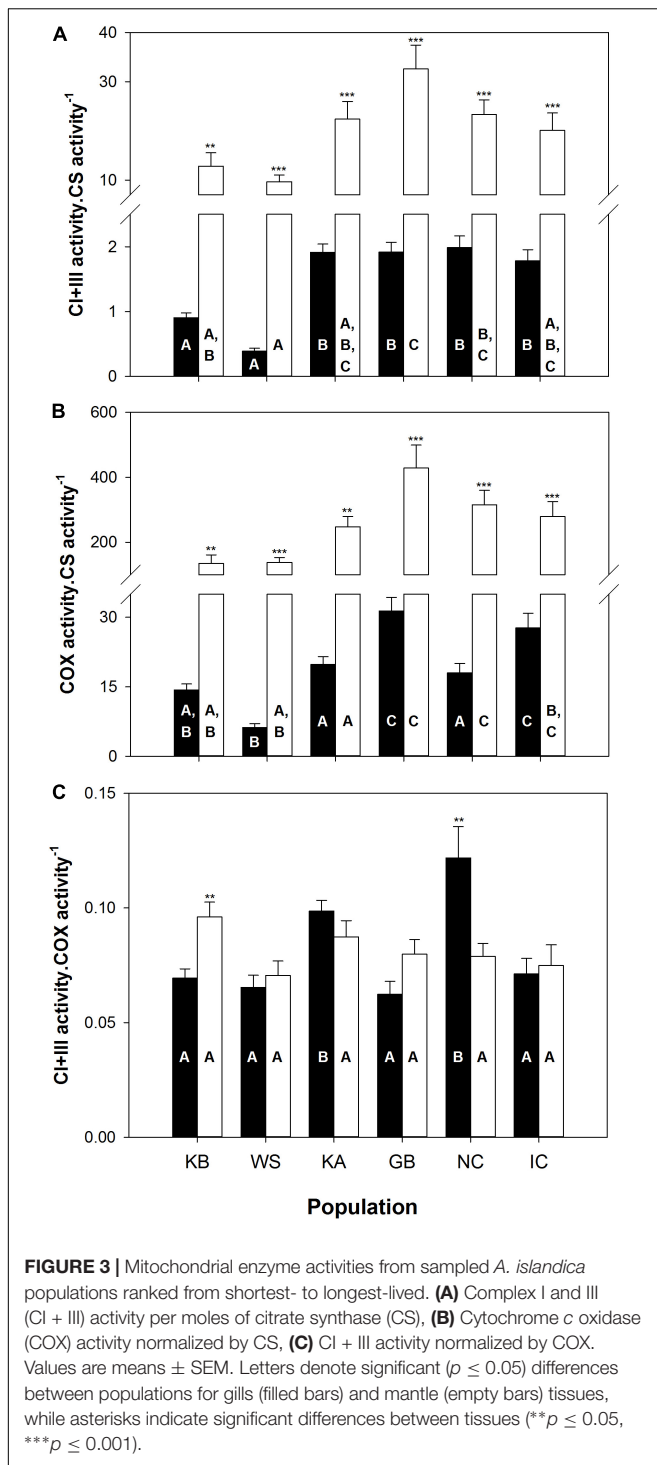 A
CI+III activity.CS activity-1
40
30
10
2
1
0
** *** *** *** *** ***
A A, B A A B A, B, C B C B B, C B A, B, C
B
COX activity.CS activity-1
600
400
200
30
15
0
** *** ** *** *** ***
A, B A, B B A, B A A C C A C C B, C
C
CI+III activity.COX activity-1
0.15
0.10
0.05
0.00
** **
A A A A B A A A B A A A
KB WS KA GB NC IC
Population
FIGURE 3 | Mitochondrial enzyme activities from sampled A. islandica
populations ranked from shortest- to longest-lived. (A) Complex I and III
(CI + III) activity per moles of citrate synthase (CS), (B) Cytochrome c oxidase
(COX) activity normalized by CS, (C) CI + III activity normalized by COX.
Values are means ± SEM. Letters denote significant (p ≤ 0.05) differences
between populations for gills (filled bars) and mantle (empty bars) tissues,
while asterisks indicate significant differences between tissues (**p ≤ 0.05,
***p ≤ 0.001).